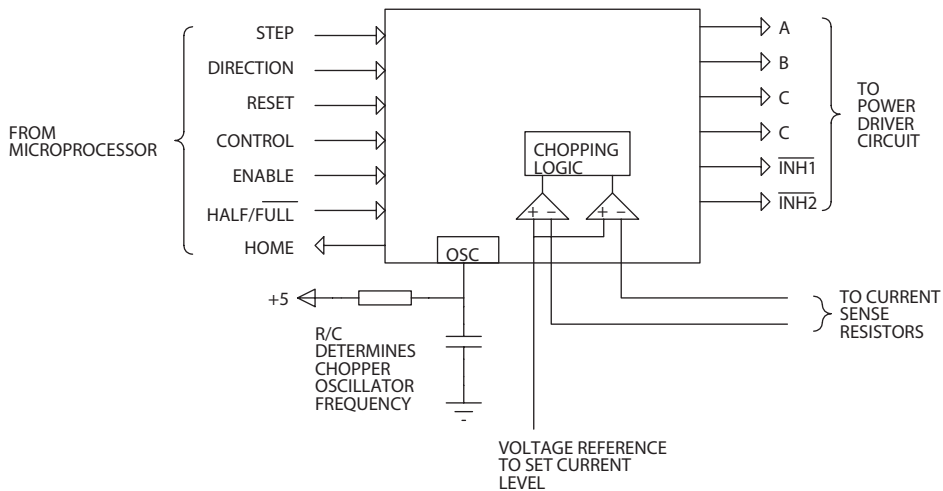 FROM
MICROPROCESSOR
STEP
DIRECTION
RESET
CONTROL
ENABLE
HALF/FULL
HOME
CHOPPING
LOGIC
+ −
+ −
OSC
+5
R/C
DETERMINES
CHOPPER
OSCILLATOR
FREQUENCY
VOLTAGE REFERENCE
TO SET CURRENT
LEVEL
A
B
C
C
INH1
INH2
TO
POWER
DRIVER
CIRCUIT
TO CURRENT
SENSE
RESISTORS